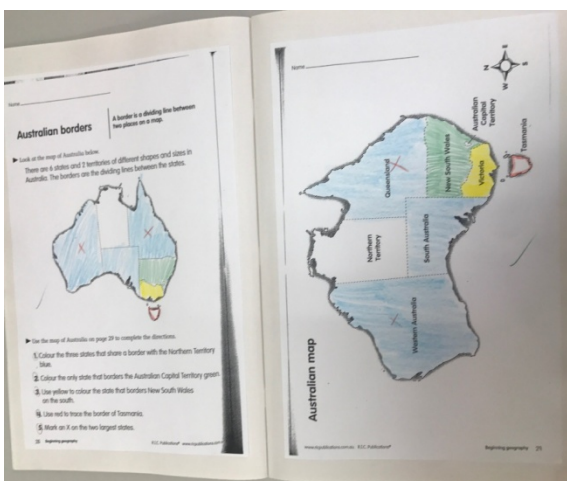 Name
Australian borders
A border is a dividing line between
two places on a map.
Look at the map of Australia below.
There are 6 states and 2 territories of different shapes and sizes in
Australia. The borders are the dividing lines between the states.
Use the map of Australia on page 29 to complete the directions.
1. Colour the three states that share a border with the Northern Territory
blue.
2. Colour the only state that borders the Australian Capital Territory green.
3. Use yellow to colour the state that borders New South Wales
on the south.
4. Use red to trace the border of Tasmania.
5. Mark an X on the two largest states.
28 Beginning geography
R.I.C. Publications®
Name
Australian map
Western Australia
Northern
Territory
South Australia
Queensland
New South Wales
Victoria
Australian
Capital
Territory
Tasmania
N
E
S
W
www.ricpublications.com.au R.I.C. Publications®
Beginning geography 29